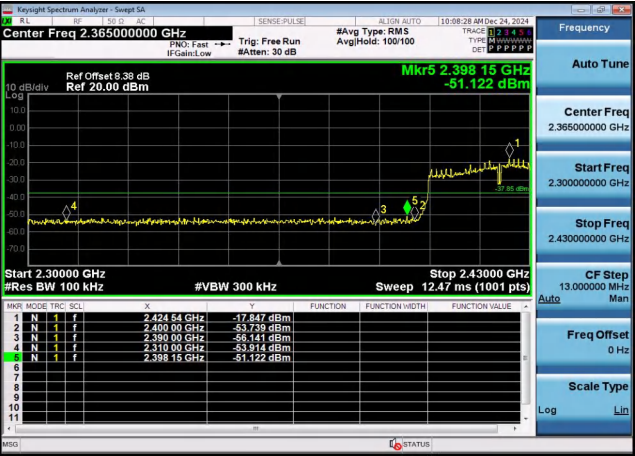 Keysight Spectrum Analyzer - Swept SA
RL RF 50 Ω AC SENSE:PULSE ALIGN AUTO 10:08:28 AM Dec 24, 2024
Center Freq 2.365000000 GHz
PNO: Fast
IFGain:Low
Trig: Free Run
#Atten: 30 dB
#Avg Type: RMS
Avg|Hold: 100/100
TRACE 1 2 3 4 5 6
TYPE M
DET P P P P P P
Frequency
Auto Tune
Center Freq
2.365000000 GHz
Start Freq
2.300000000 GHz
Stop Freq
2.430000000 GHz
CF Step
13.000000 MHz
Auto Man
Freq Offset
0 Hz
Scale Type
Log Lin
Ref Offset 8.38 dB
10 dB/div Ref 20.00 dBm
Log
Mkr5 2.398 15 GHz
-51.122 dBm
10.0
0.00
-10.0
-20.0
-30.0
-40.0
-50.0
-60.0
-70.0
1
-37.85 dBm
4
3
5
2
Start 2.30000 GHz Stop 2.43000 GHz
#Res BW 100 kHz #VBW 300 kHz Sweep 12.47 ms (1001 pts)
MKR MODE TRC SCL X Y FUNCTION FUNCTION WIDTH FUNCTION VALUE
1 N 1 f 2.424 54 GHz -17.847 dBm
2 N 1 f 2.400 00 GHz -53.739 dBm
3 N 1 f 2.390 00 GHz -56.141 dBm
4 N 1 f 2.310 00 GHz -53.914 dBm
5 N 1 f 2.398 15 GHz -51.122 dBm
6
7
8
9
10
11
MSG STATUS